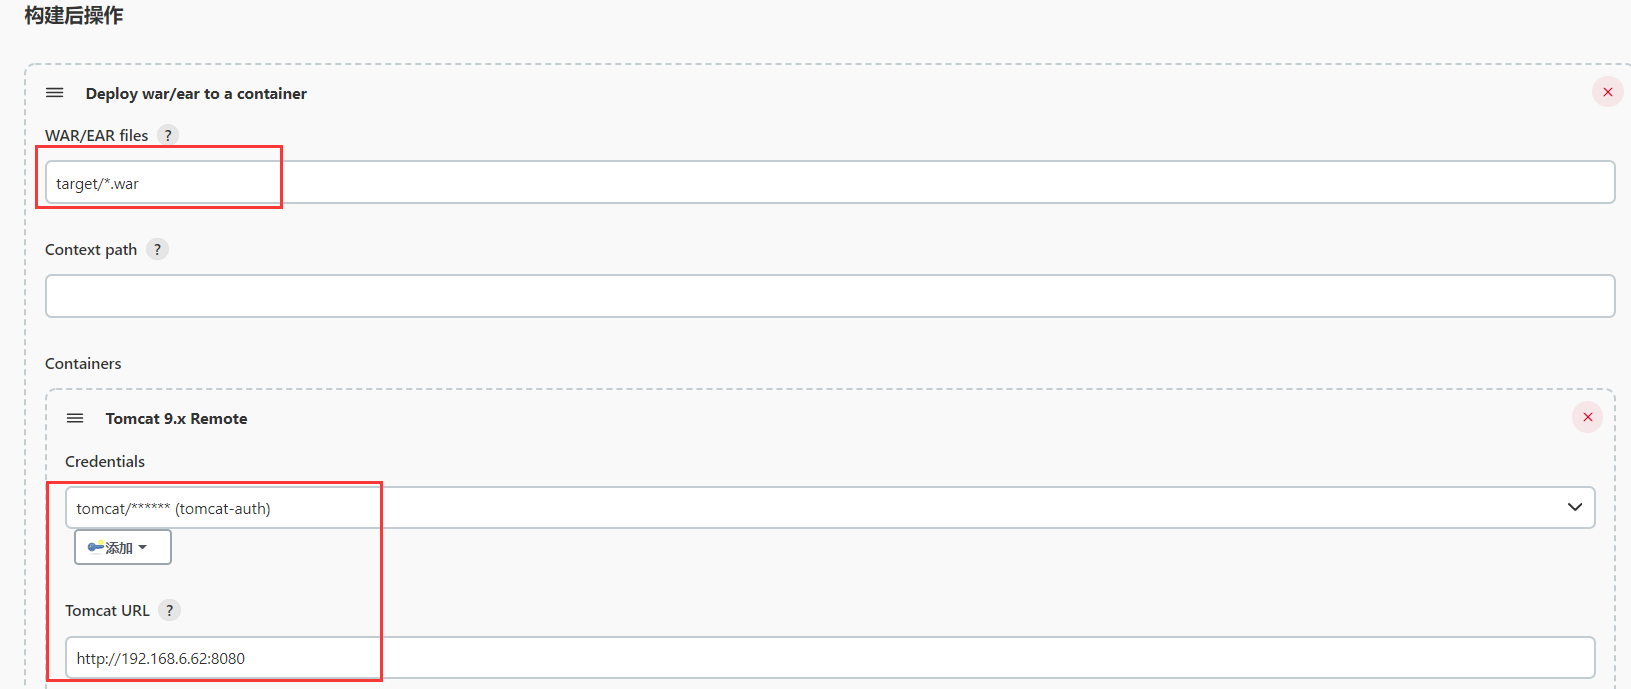 构建后操作
Deploy war/ear to a container
WAR/EAR files ?
target/*.war
Context path ?
Containers
Tomcat 9.x Remote
Credentials
tomcat/****** (tomcat-auth)
添加
Tomcat URL ?
http://192.168.6.62:8080